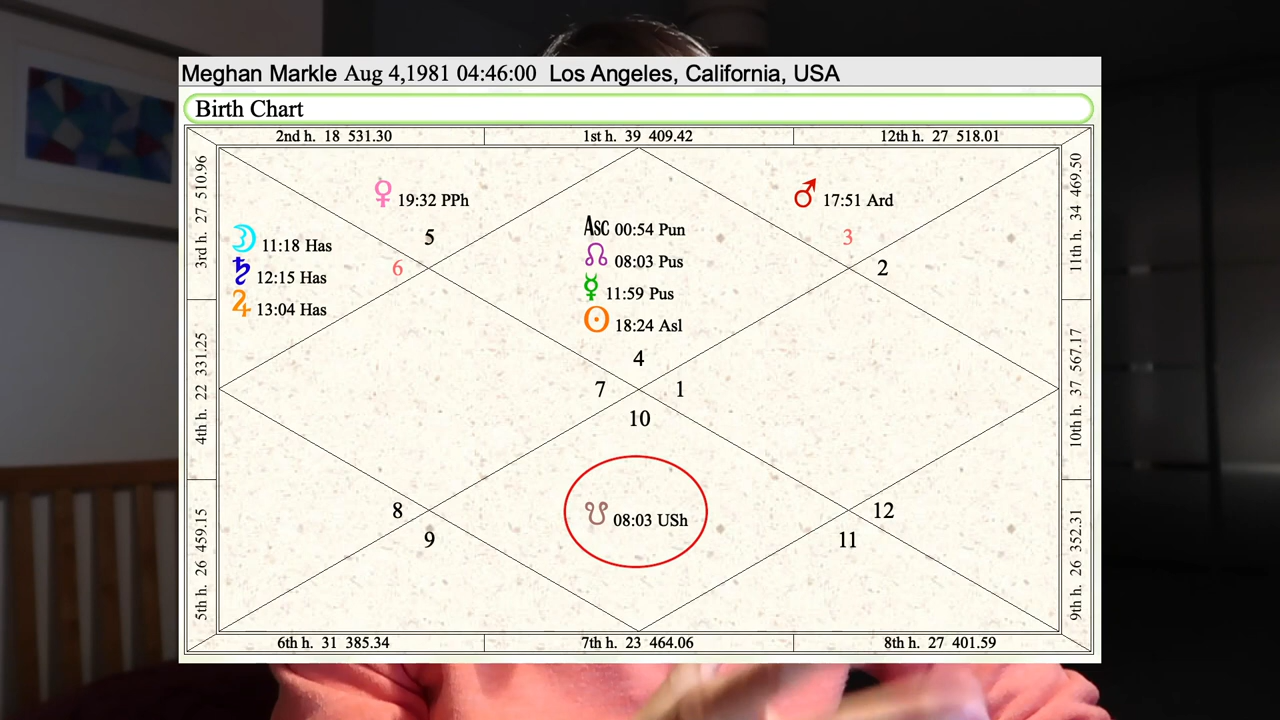 Meghan Markle Aug 4,1981 04:46:00 Los Angeles, California, USA
Birth Chart
2nd h. 18 531.30
1st h. 39 409.42
12th h. 27 518.01
3rd h. 27 510.96
11th h. 34 469.50
19:32 PPh
17:51 Ard
5
3
6
2
11:18 Has
12:15 Has
13:04 Has
Asc 00:54 Pun
08:03 Pus
11:59 Pus
18:24 Asl
4
7
1
10
4th h. 22 331.25
10th h. 37 567.17
8
9
08:03 USh
12
11
5th h. 26 459.15
9th h. 26 352.31
6th h. 31 385.34
7th h. 23 464.06
8th h. 27 401.59